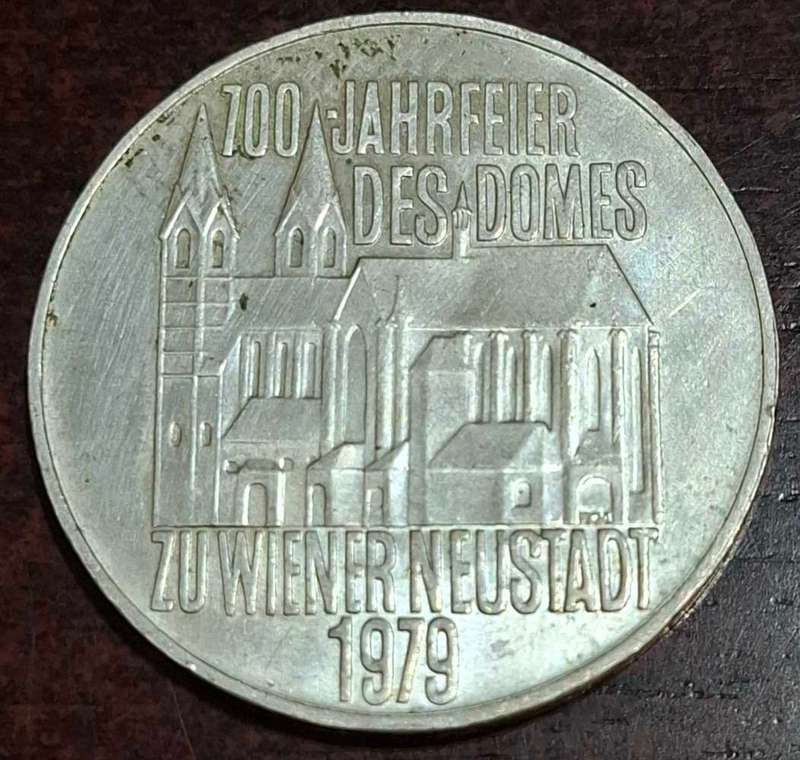 700-JAHRFEIER
DES DOMES
ZU WIENER NEUSTADT
1979